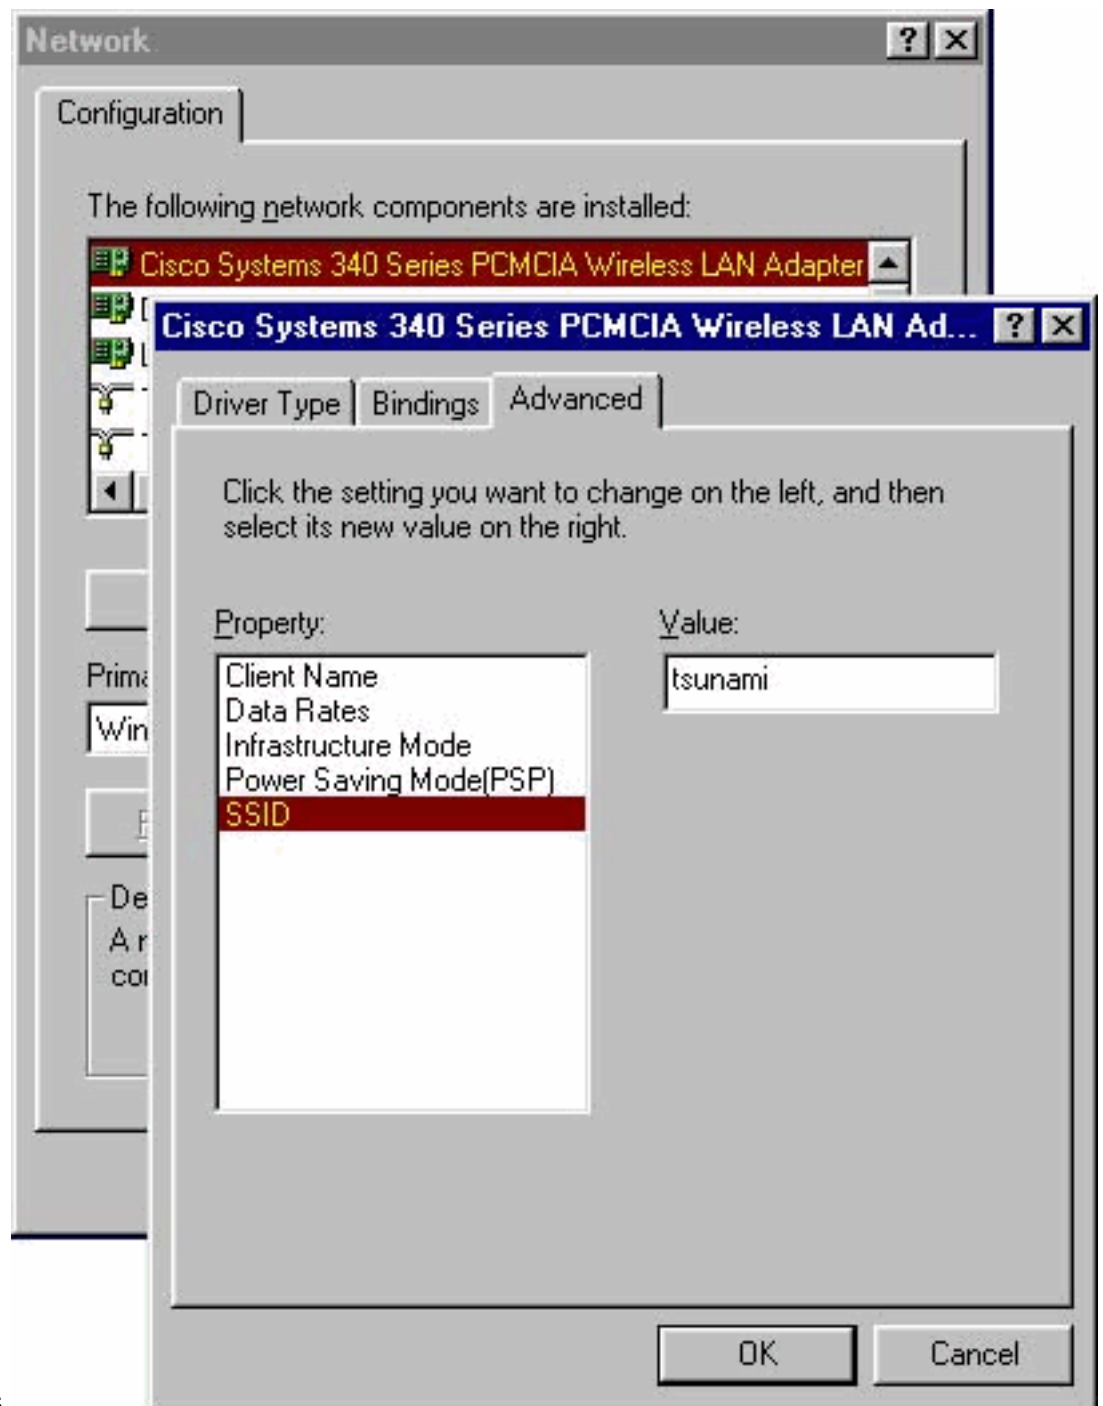 Network
Configuration
The following network components are installed:
Cisco Systems 340 Series PCMCIA Wireless LAN Adapter
Cisco Systems 340 Series PCMCIA Wireless LAN Ad...
Driver Type
Bindings
Advanced
Click the setting you want to change on the left, and then
select its new value on the right.
Property:
Value:
Client Name
Data Rates
Infrastructure Mode
Power Saving Mode(PSP)
SSID
tsunami
Prima
Win
De
A r
OK
Cancel